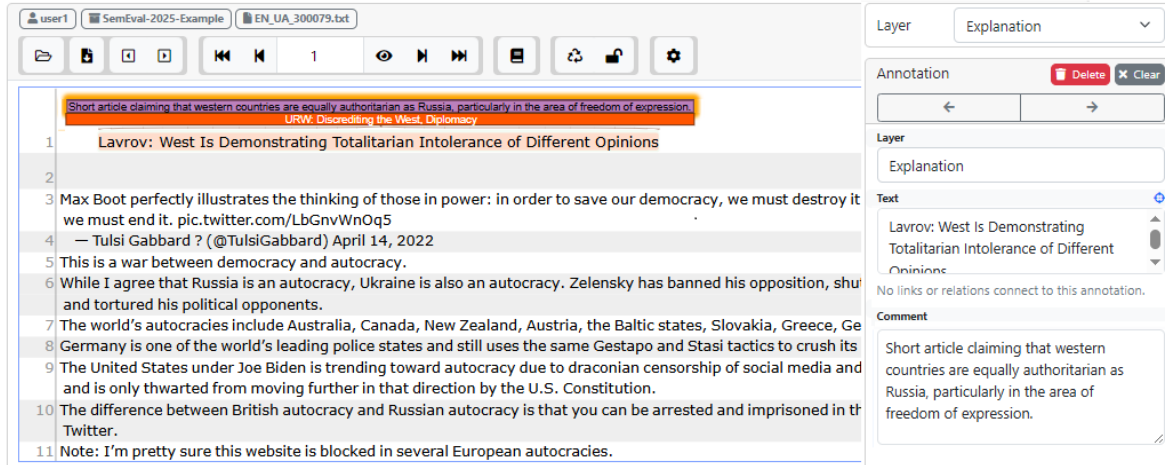 user1 SemEval-2025-Example EN_UA_300079.txt
1
Short article claiming that western countries are equally authoritarian as Russia, particularly in the area of freedom of expression.
URW: Discrediting the West, Diplomacy
1 Lavrov: West Is Demonstrating Totalitarian Intolerance of Different Opinions
2
3 Max Boot perfectly illustrates the thinking of those in power: in order to save our democracy, we must destroy it
we must end it. pic.twitter.com/LbGnvWnOq5
4 — Tulsi Gabbard ? (@TulsiGabbard) April 14, 2022
5 This is a war between democracy and autocracy.
6 While I agree that Russia is an autocracy, Ukraine is also an autocracy. Zelensky has banned his opposition, shu
and tortured his political opponents.
7 The world's autocracies include Australia, Canada, New Zealand, Austria, the Baltic states, Slovakia, Greece, Ge
8 Germany is one of the world's leading police states and still uses the same Gestapo and Stasi tactics to crush its
9 The United States under Joe Biden is trending toward autocracy due to draconian censorship of social media and
and is only thwarted from moving further in that direction by the U.S. Constitution.
10 The difference between British autocracy and Russian autocracy is that you can be arrested and imprisoned in th
Twitter.
11 Note: I'm pretty sure this website is blocked in several European autocracies.
Layer Explanation
Annotation Delete Clear
Layer
Explanation
Text
Lavrov: West Is Demonstrating
Totalitarian Intolerance of Different
Opinions
No links or relations connect to this annotation.
Comment
Short article claiming that western
countries are equally authoritarian as
Russia, particularly in the area of
freedom of expression.